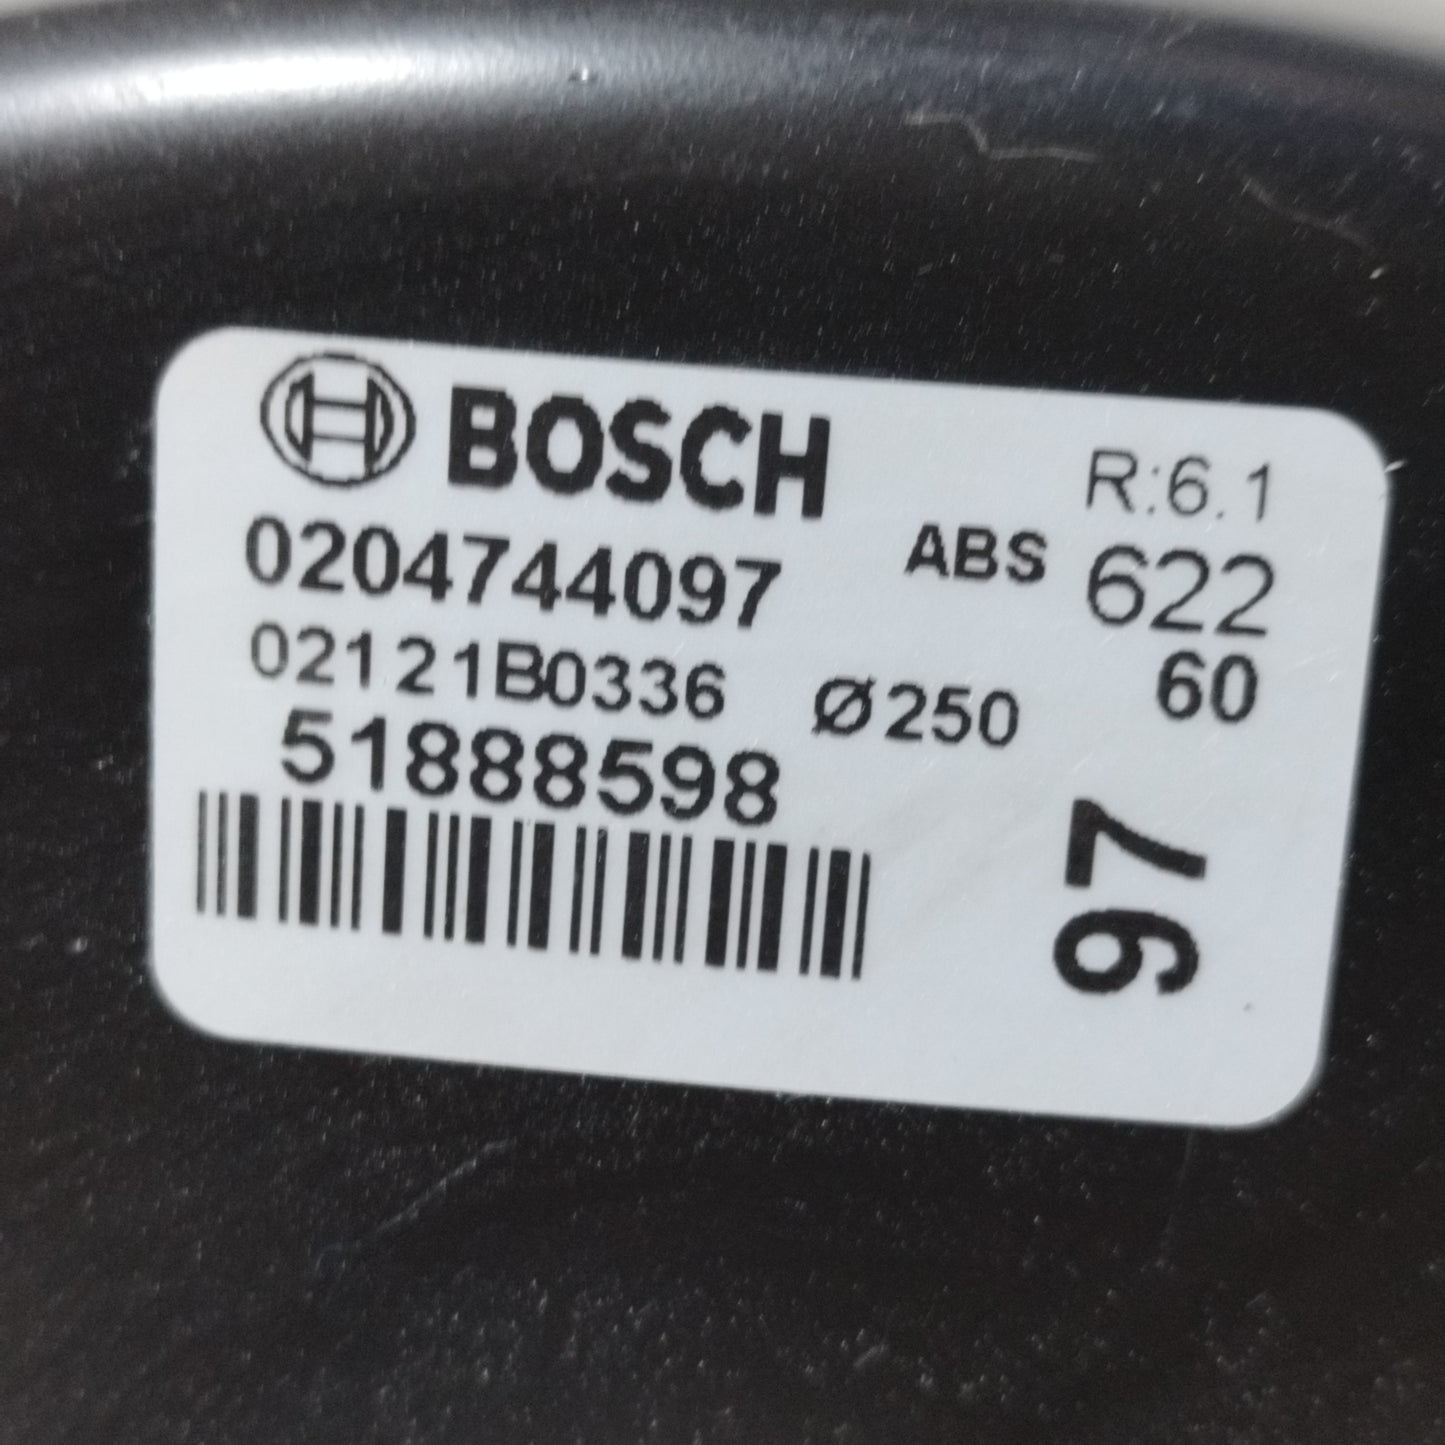 BOSCH
R:6.1
0204744097 ABS 622
02121B0336 Ø250 60
51888598
97